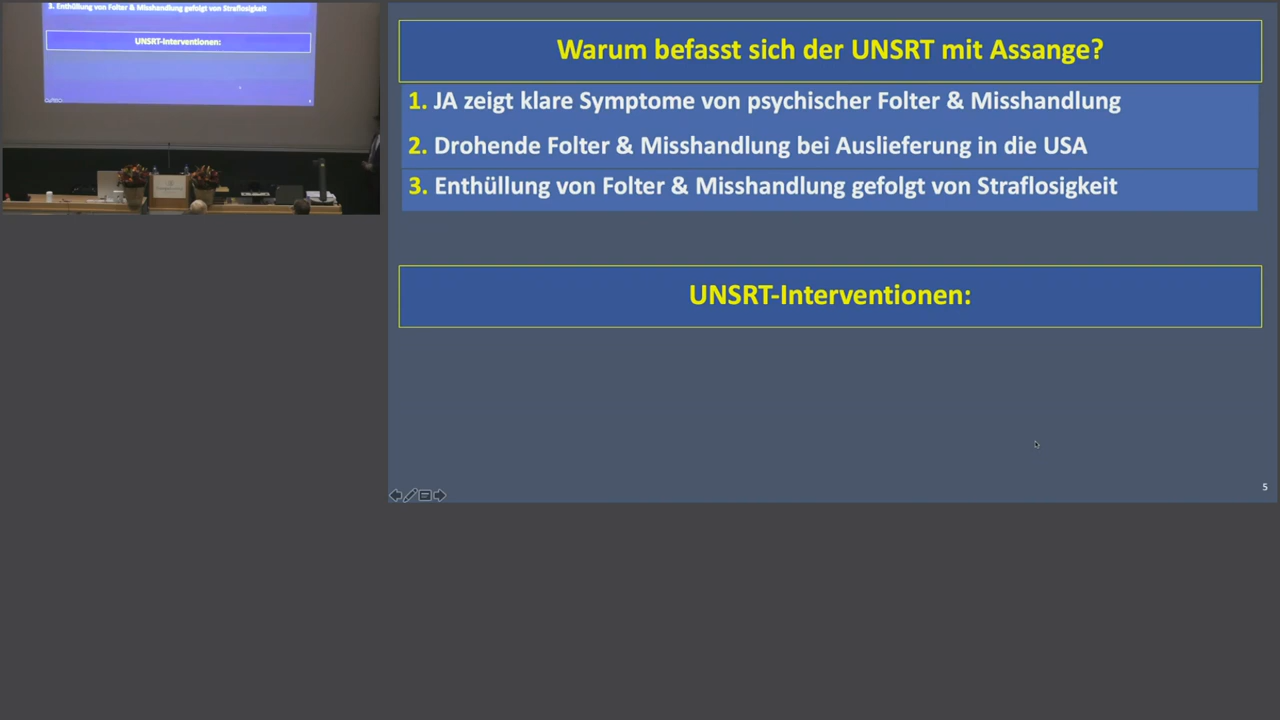 3. Enthüllung von Folter & Misshandlung gefolgt von Straflosigkeit
UNSRT-Interventionen:
Warum befasst sich der UNSRT mit Assange?
1. JA zeigt klare Symptome von psychischer Folter & Misshandlung
2. Drohende Folter & Misshandlung bei Auslieferung in die USA
3. Enthüllung von Folter & Misshandlung gefolgt von Straflosigkeit
UNSRT-Interventionen:
5